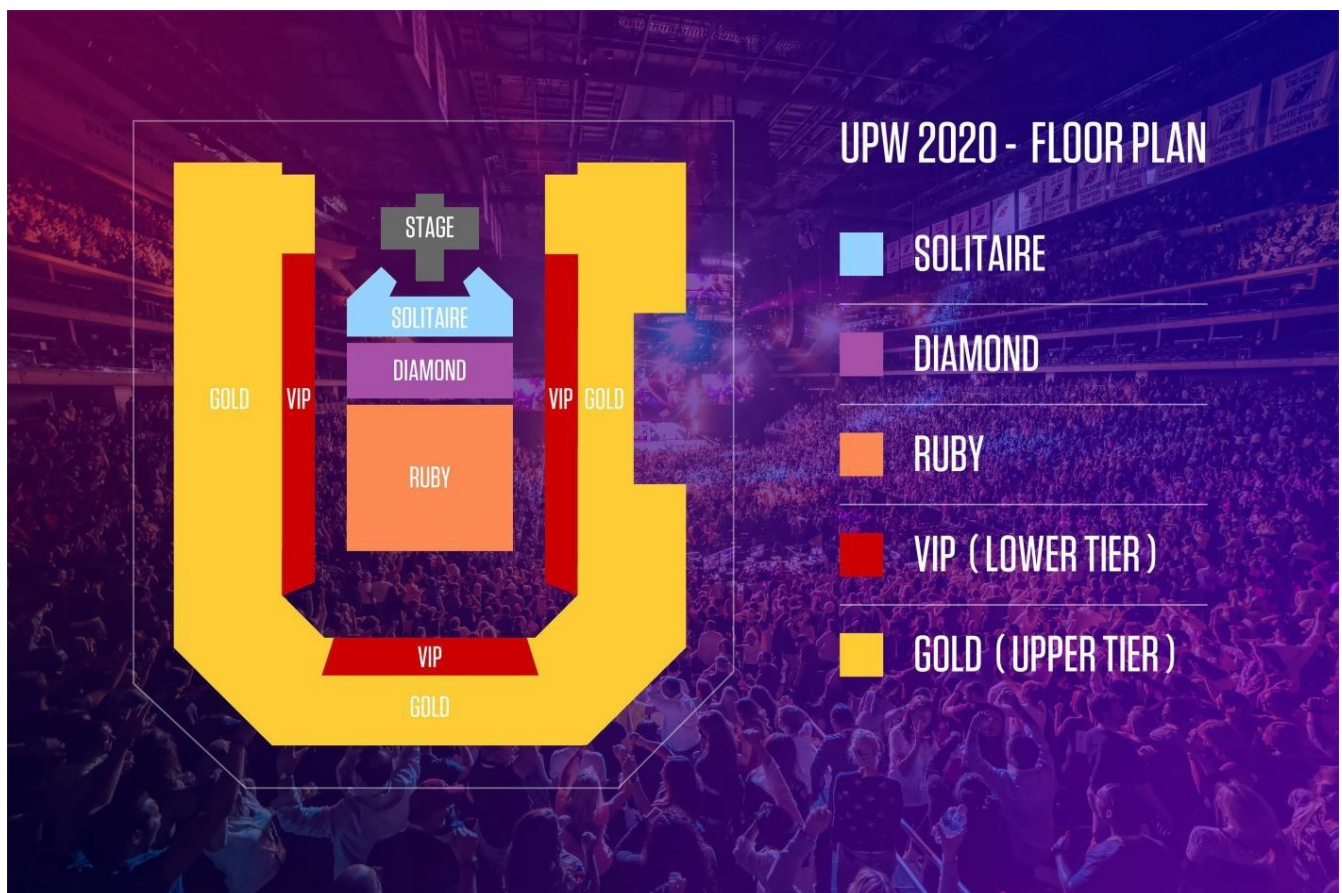 UPW 2020 - FLOOR PLAN
STAGE
SOLITAIRE
DIAMOND
RUBY
GOLD
VIP
VIP
GOLD
VIP
GOLD
SOLITAIRE
DIAMOND
RUBY
VIP ( LOWER TIER )
GOLD ( UPPER TIER )